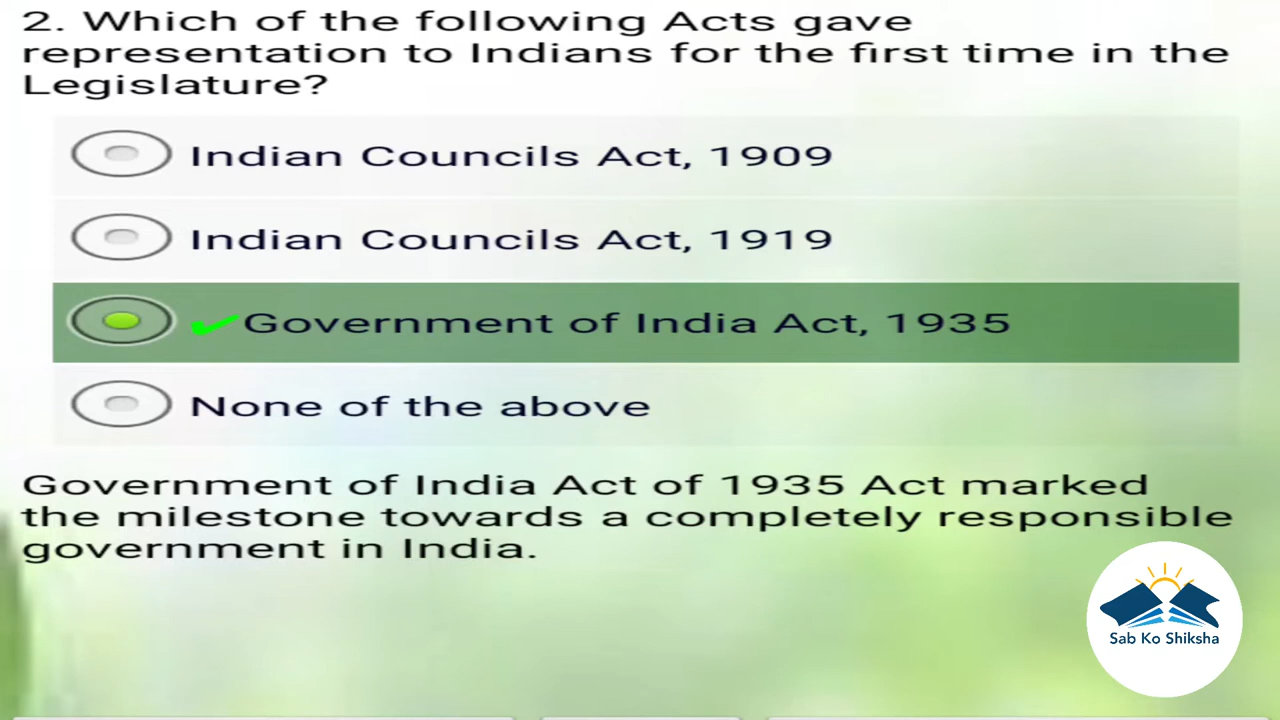 2. Which of the following Acts gave
representation to Indians for the first time in the
Legislature?
Indian Councils Act, 1909
Indian Councils Act, 1919
Government of India Act, 1935
None of the above
Government of India Act of 1935 Act marked
the milestone towards a completely responsible
government in India.
Sab Ko Shiksha